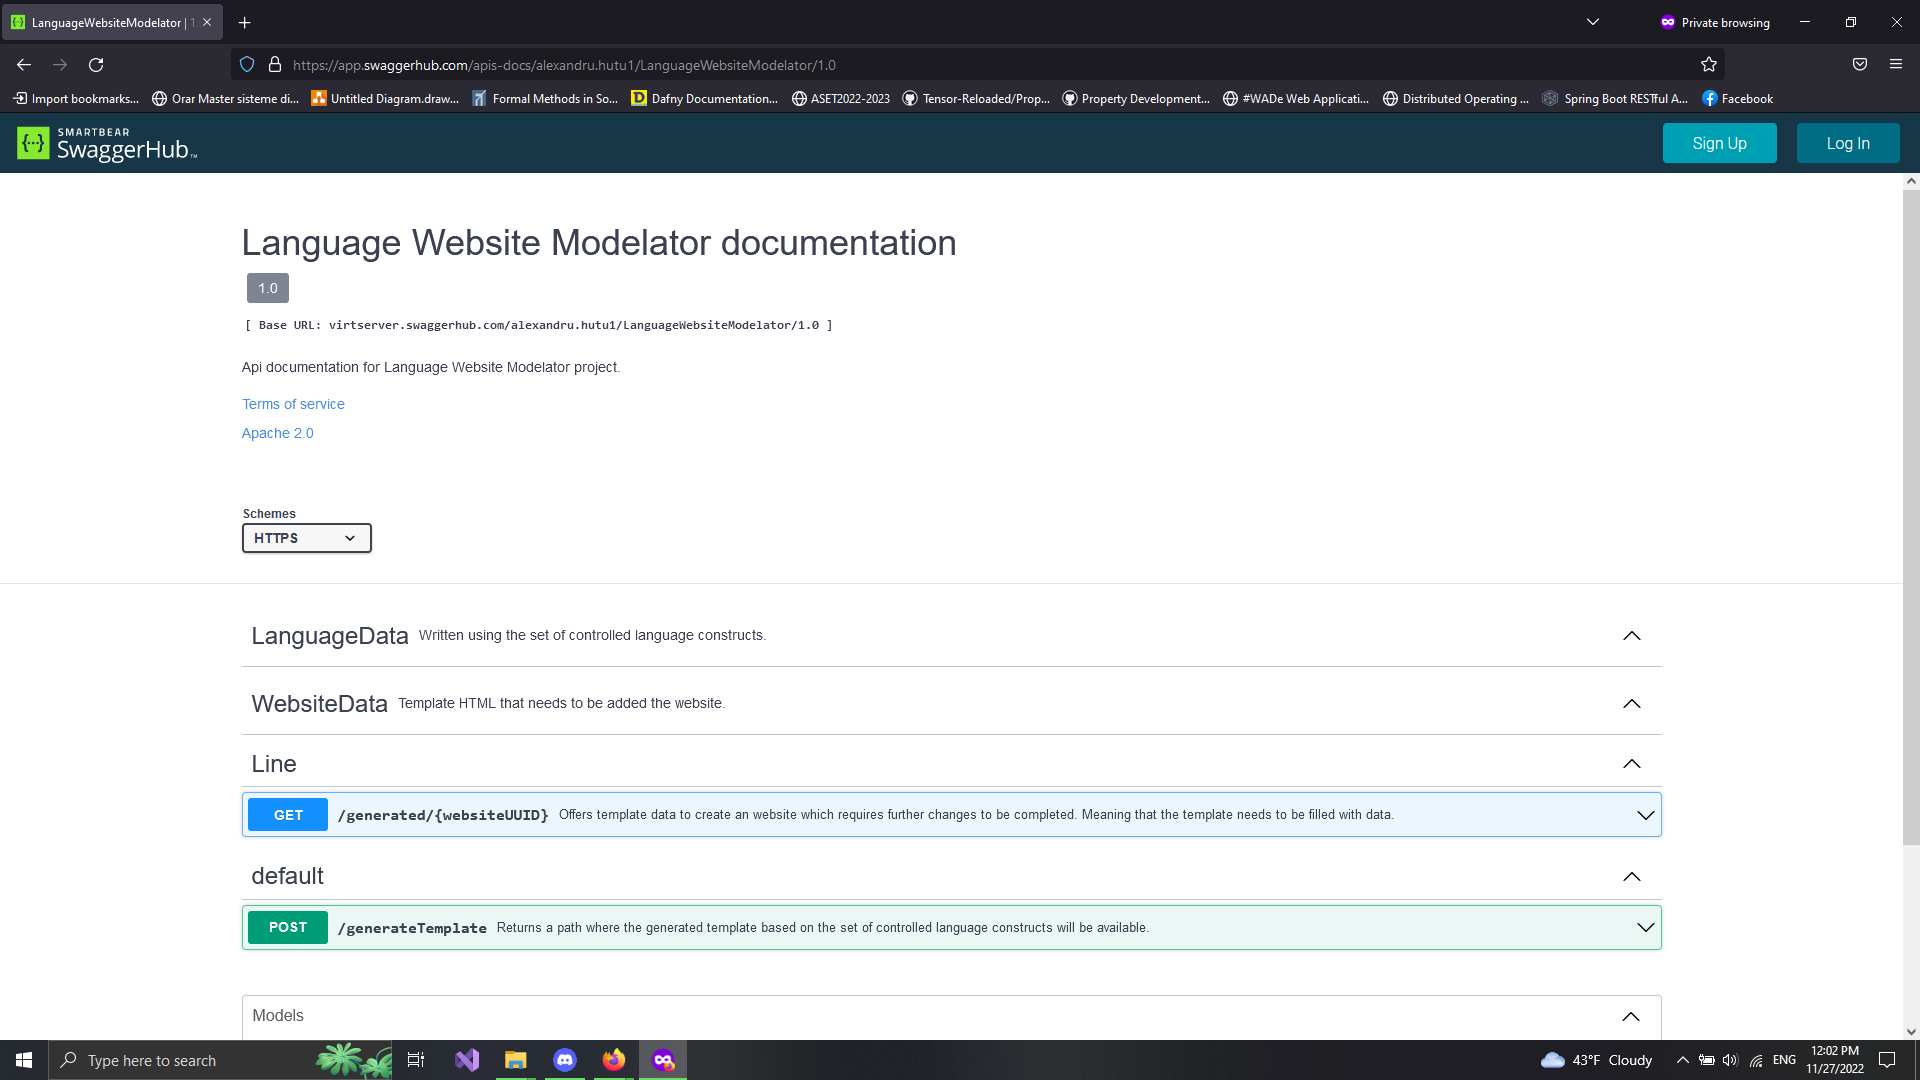 LanguageWebsiteModelator | 1.
Private browsing
https://app.swaggerhub.com/apis-docs/alexandru.hutu1/LanguageWebsiteModelator/1.0
Import bookmarks... Orar Master sisteme di... Untitled Diagram.draw... Formal Methods in So... Dafny Documentation... ASET2022-2023 Tensor-Reloaded/Prop... Property Development... #WADe Web Applicati... Distributed Operating ... Spring Boot RESTful A... Facebook
SMARTBEAR
SwaggerHub™
Sign Up
Log In
Language Website Modelator documentation
1.0
[ Base URL: virtserver.swaggerhub.com/alexandru.hutu1/LanguageWebsiteModelator/1.0 ]
Api documentation for Language Website Modelator project.
Terms of service
Apache 2.0
Schemes
HTTPS
LanguageData Written using the set of controlled language constructs.
WebsiteData Template HTML that needs to be added the website.
Line
GET /generated/{websiteUUID} Offers template data to create an website which requires further changes to be completed. Meaning that the template needs to be filled with data.
default
POST /generateTemplate Returns a path where the generated template based on the set of controlled language constructs will be available.
Models
Type here to search
43°F Cloudy
ENG
12:02 PM
11/27/2022